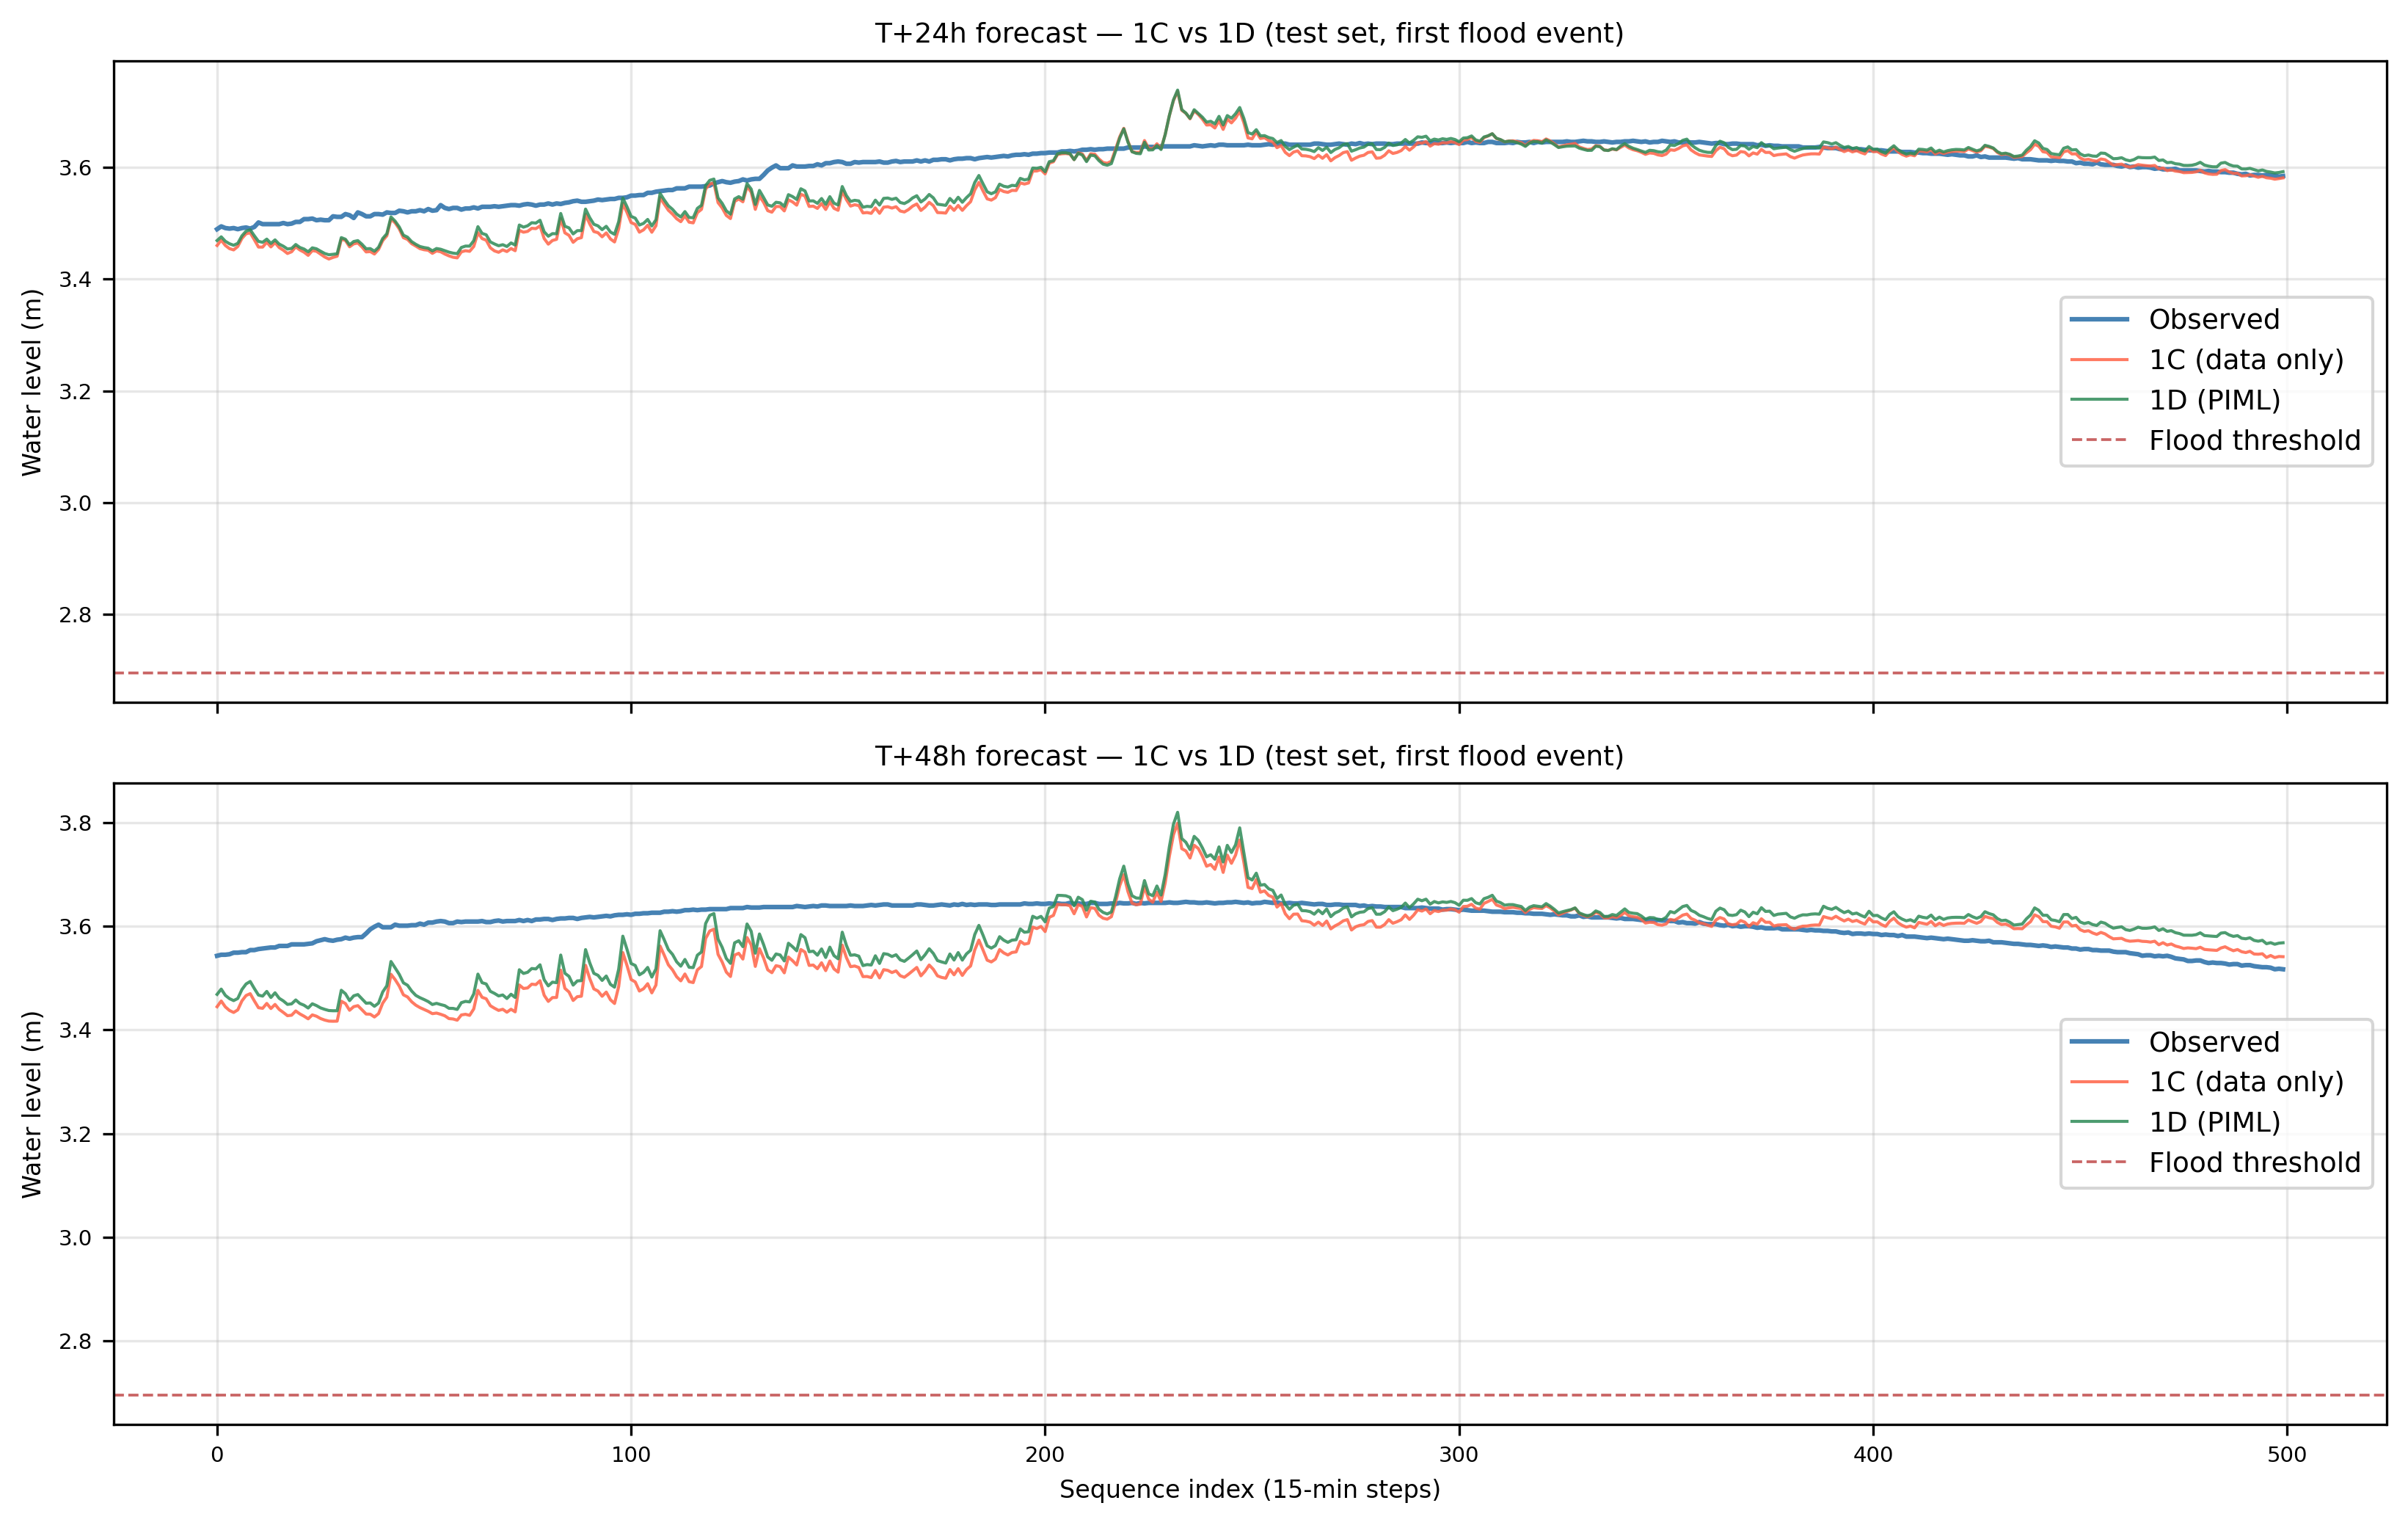 T+24h forecast — 1C vs 1D (test set, first flood event)
Water level (m)
3.6
3.4
3.2
3.0
2.8
Observed
1C (data only)
1D (PIML)
Flood threshold
T+48h forecast — 1C vs 1D (test set, first flood event)
Water level (m)
3.8
3.6
3.4
3.2
3.0
2.8
Observed
1C (data only)
1D (PIML)
Flood threshold
0 100 200 300 400 500
Sequence index (15-min steps)